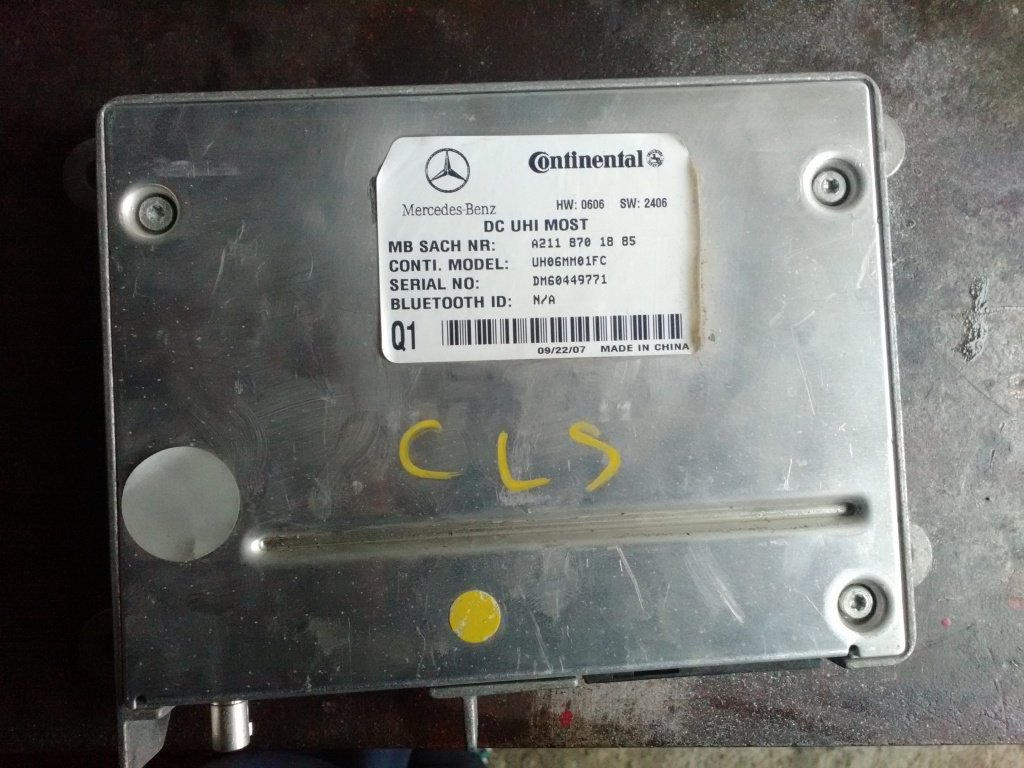 Continental
Mercedes-Benz HW: 0606 SW: 2406
DC UHI MOST
MB SACH NR: A211 870 18 85
CONTI. MODEL: UH06MM01FC
SERIAL NO: DM60449771
BLUETOOTH ID: N/A
Q1
09/22/07 MADE IN CHINA
CLS